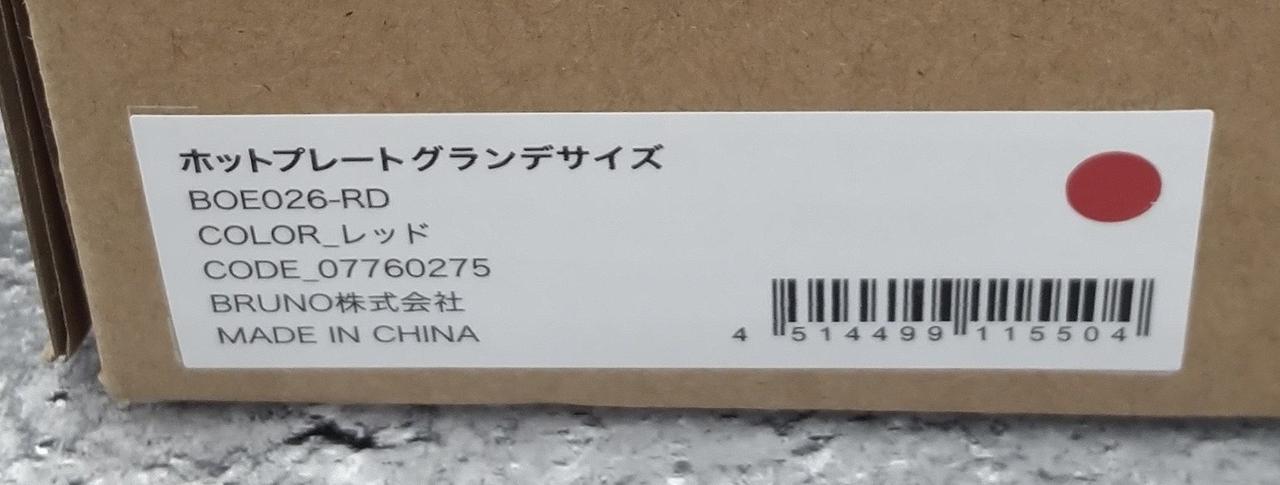 ホットプレートグランデサイズ
BOE026-RD
COLOR_レッド
CODE_07760275
BRUNO株式会社
MADE IN CHINA
4 514499 115504